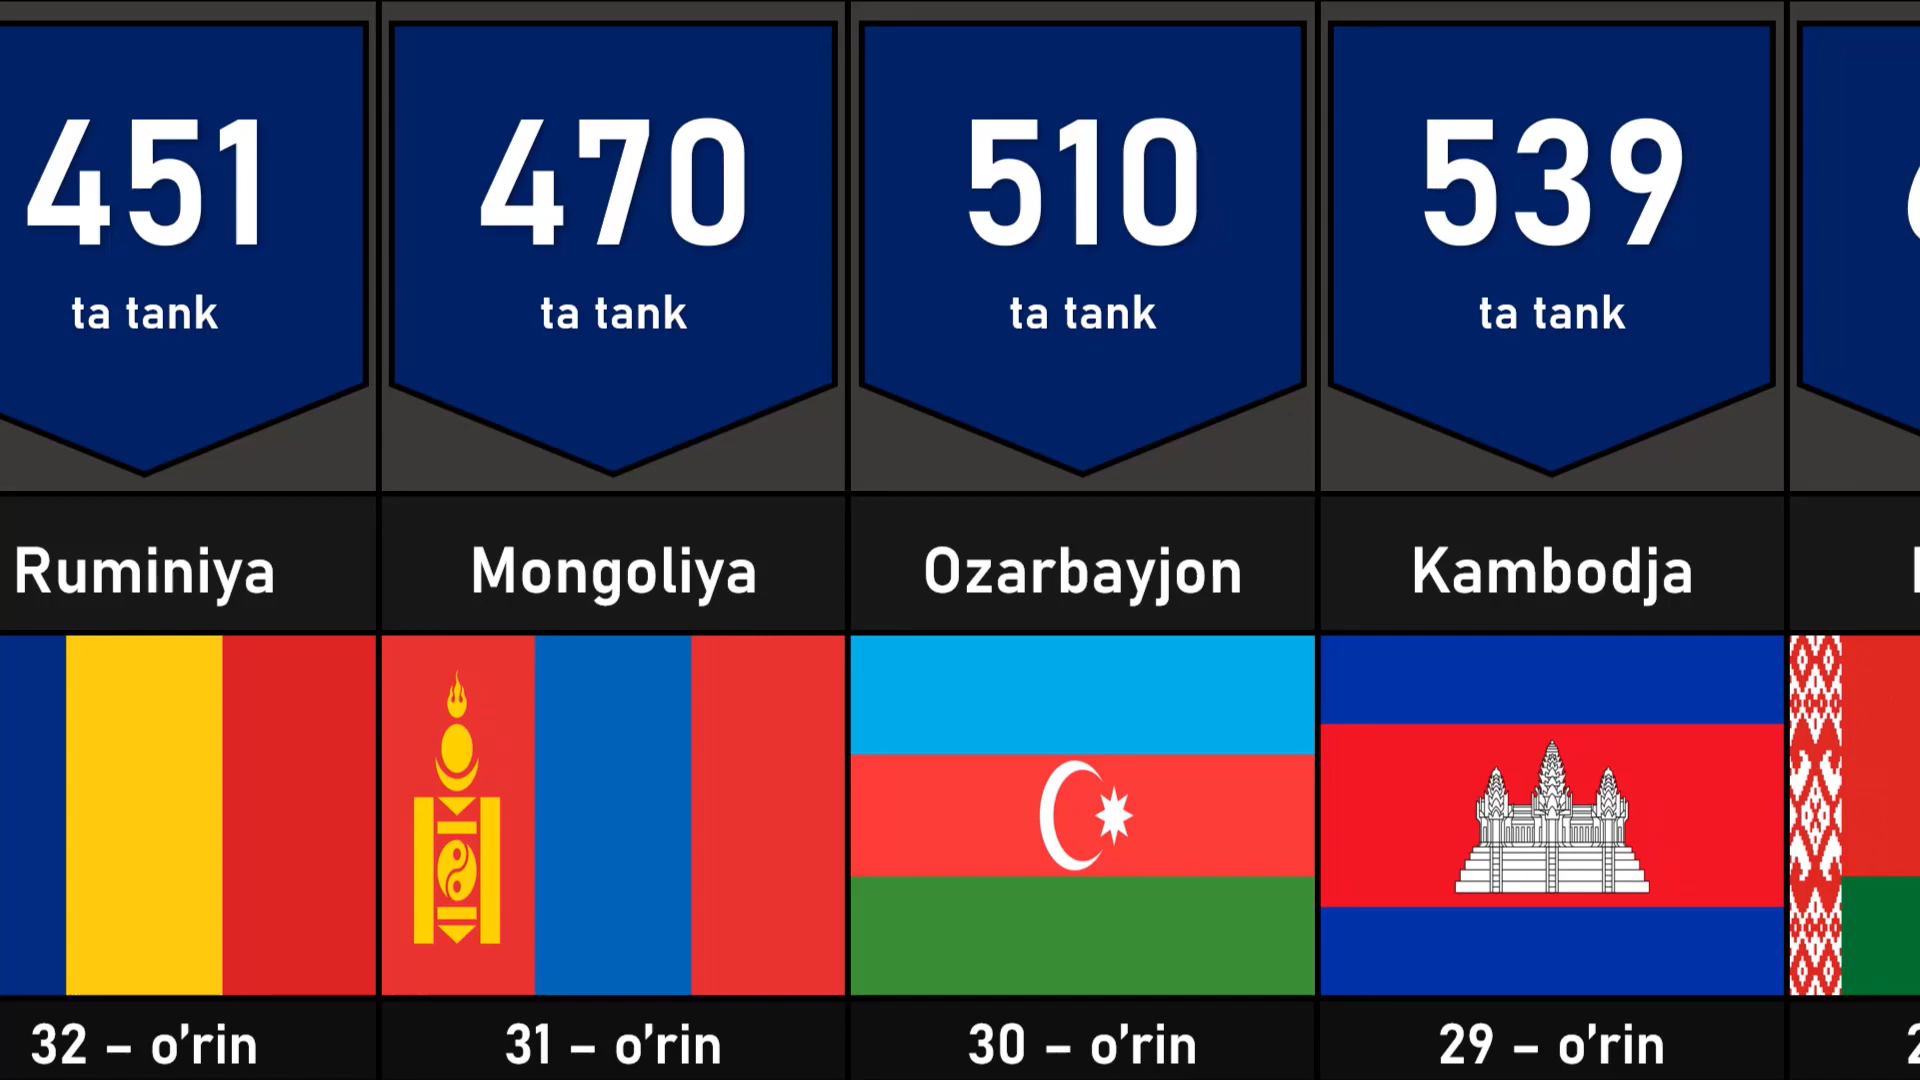 451
ta tank
Ruminiya
32 – o’rin
470
ta tank
Mongoliya
31 – o’rin
510
ta tank
Ozarbayjon
30 – o’rin
539
ta tank
Kambodja
29 – o’rin